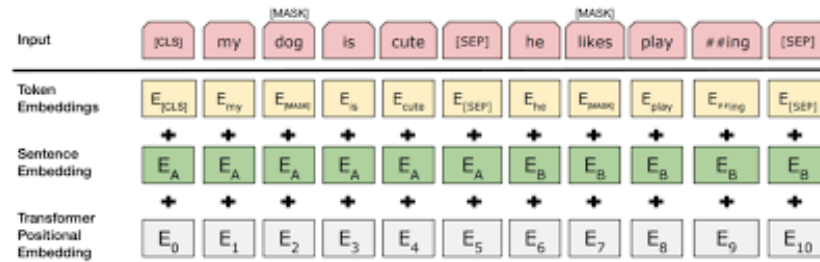 [MASK] [MASK]
Input [CLS] my dog is cute [SEP] he likes play ##ing [SEP]
Token
Embeddings E[CLS] Emy E[MASK] Eis Ecute E[SEP] Ehe E[MASK] Eplay E##ing E[SEP]
+ + + + + + + + + + +
Sentence
Embedding EA EA EA EA EA EA EB EB EB EB EB
+ + + + + + + + + + +
Transformer
Positional
Embedding E0 E1 E2 E3 E4 E5 E6 E7 E8 E9 E10